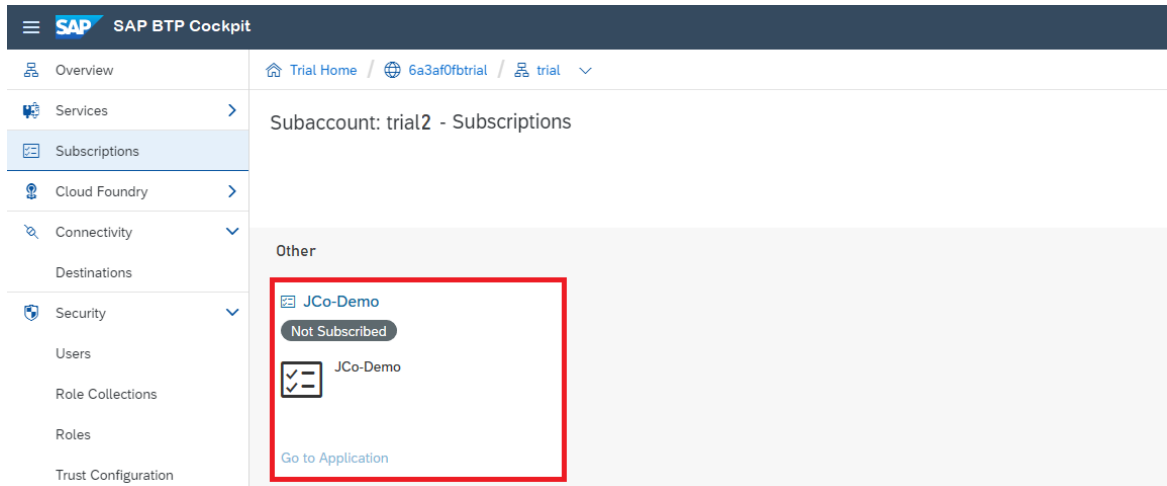 SAP SAP BTP Cockpit
Overview
Trial Home / 6a3af0fbtrial / trial
Services
Subaccount: trial2 - Subscriptions
Subscriptions
Cloud Foundry
Connectivity
Other
Destinations
JCo-Demo
Security
Not Subscribed
Users
JCo-Demo
Role Collections
Roles
Go to Application
Trust Configuration